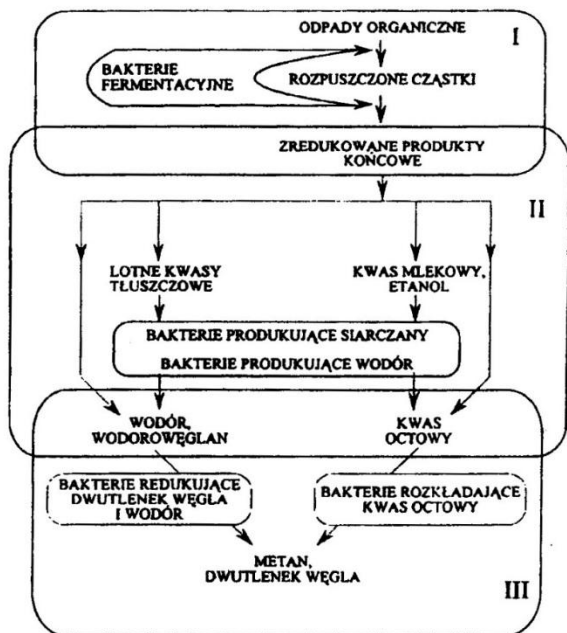 ODPADY ORGANICZNE
I
BAKTERIE
FERMENTACYJNE
ROZPUSZCZONE CZĄSTKI
ZREDUKOWANE PRODUKTY
KOŃCOWE
II
LOTNE KWASY
TŁUSZCZOWE
KWAS MLEKOWY,
ETANOL
BAKTERIE PRODUKUJĄCE SIARCZANY
BAKTERIE PRODUKUJĄCE WODÓR
WODÓR,
WODOROWĘGLAN
KWAS
OCTOWY
BAKTERIE REDUKUJĄCE
DWUTLENEK WĘGLA
I WODÓR
BAKTERIE ROZKŁADAJĄCE
KWAS OCTOWY
METAN,
DWUTLENEK WĘGLA
III